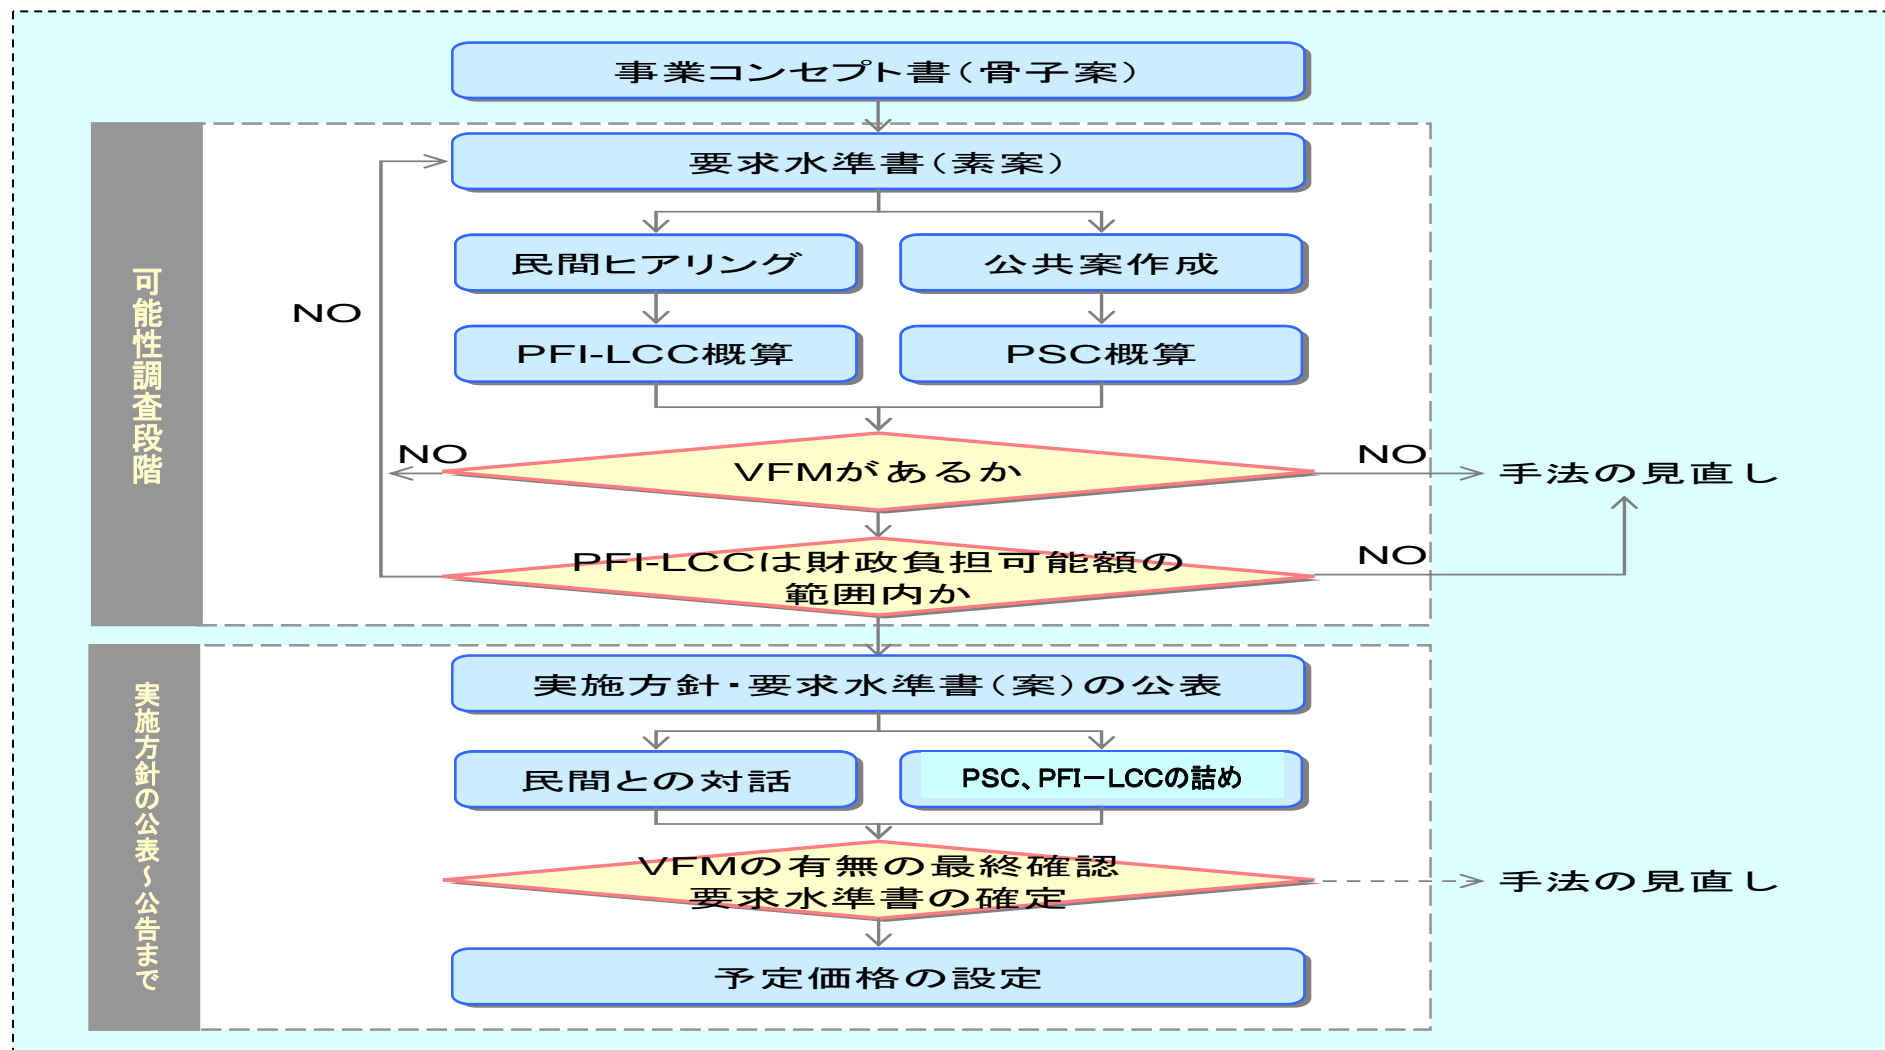 事業コンセプト書（骨子案）
可能性調査段階
要求水準書（素案）
民間ヒアリング
公共案作成
NO
PFI-LCC概算
PSC概算
NO
VFMがあるか
NO
手法の見直し
PFI-LCCは財政負担可能額の
範囲内か
NO
実施方針の公表～公告まで
実施方針・要求水準書（案）の公表
民間との対話
PSC、PFI－LCCの詰め
VFMの有無の最終確認
要求水準書の確定
手法の見直し
予定価格の設定